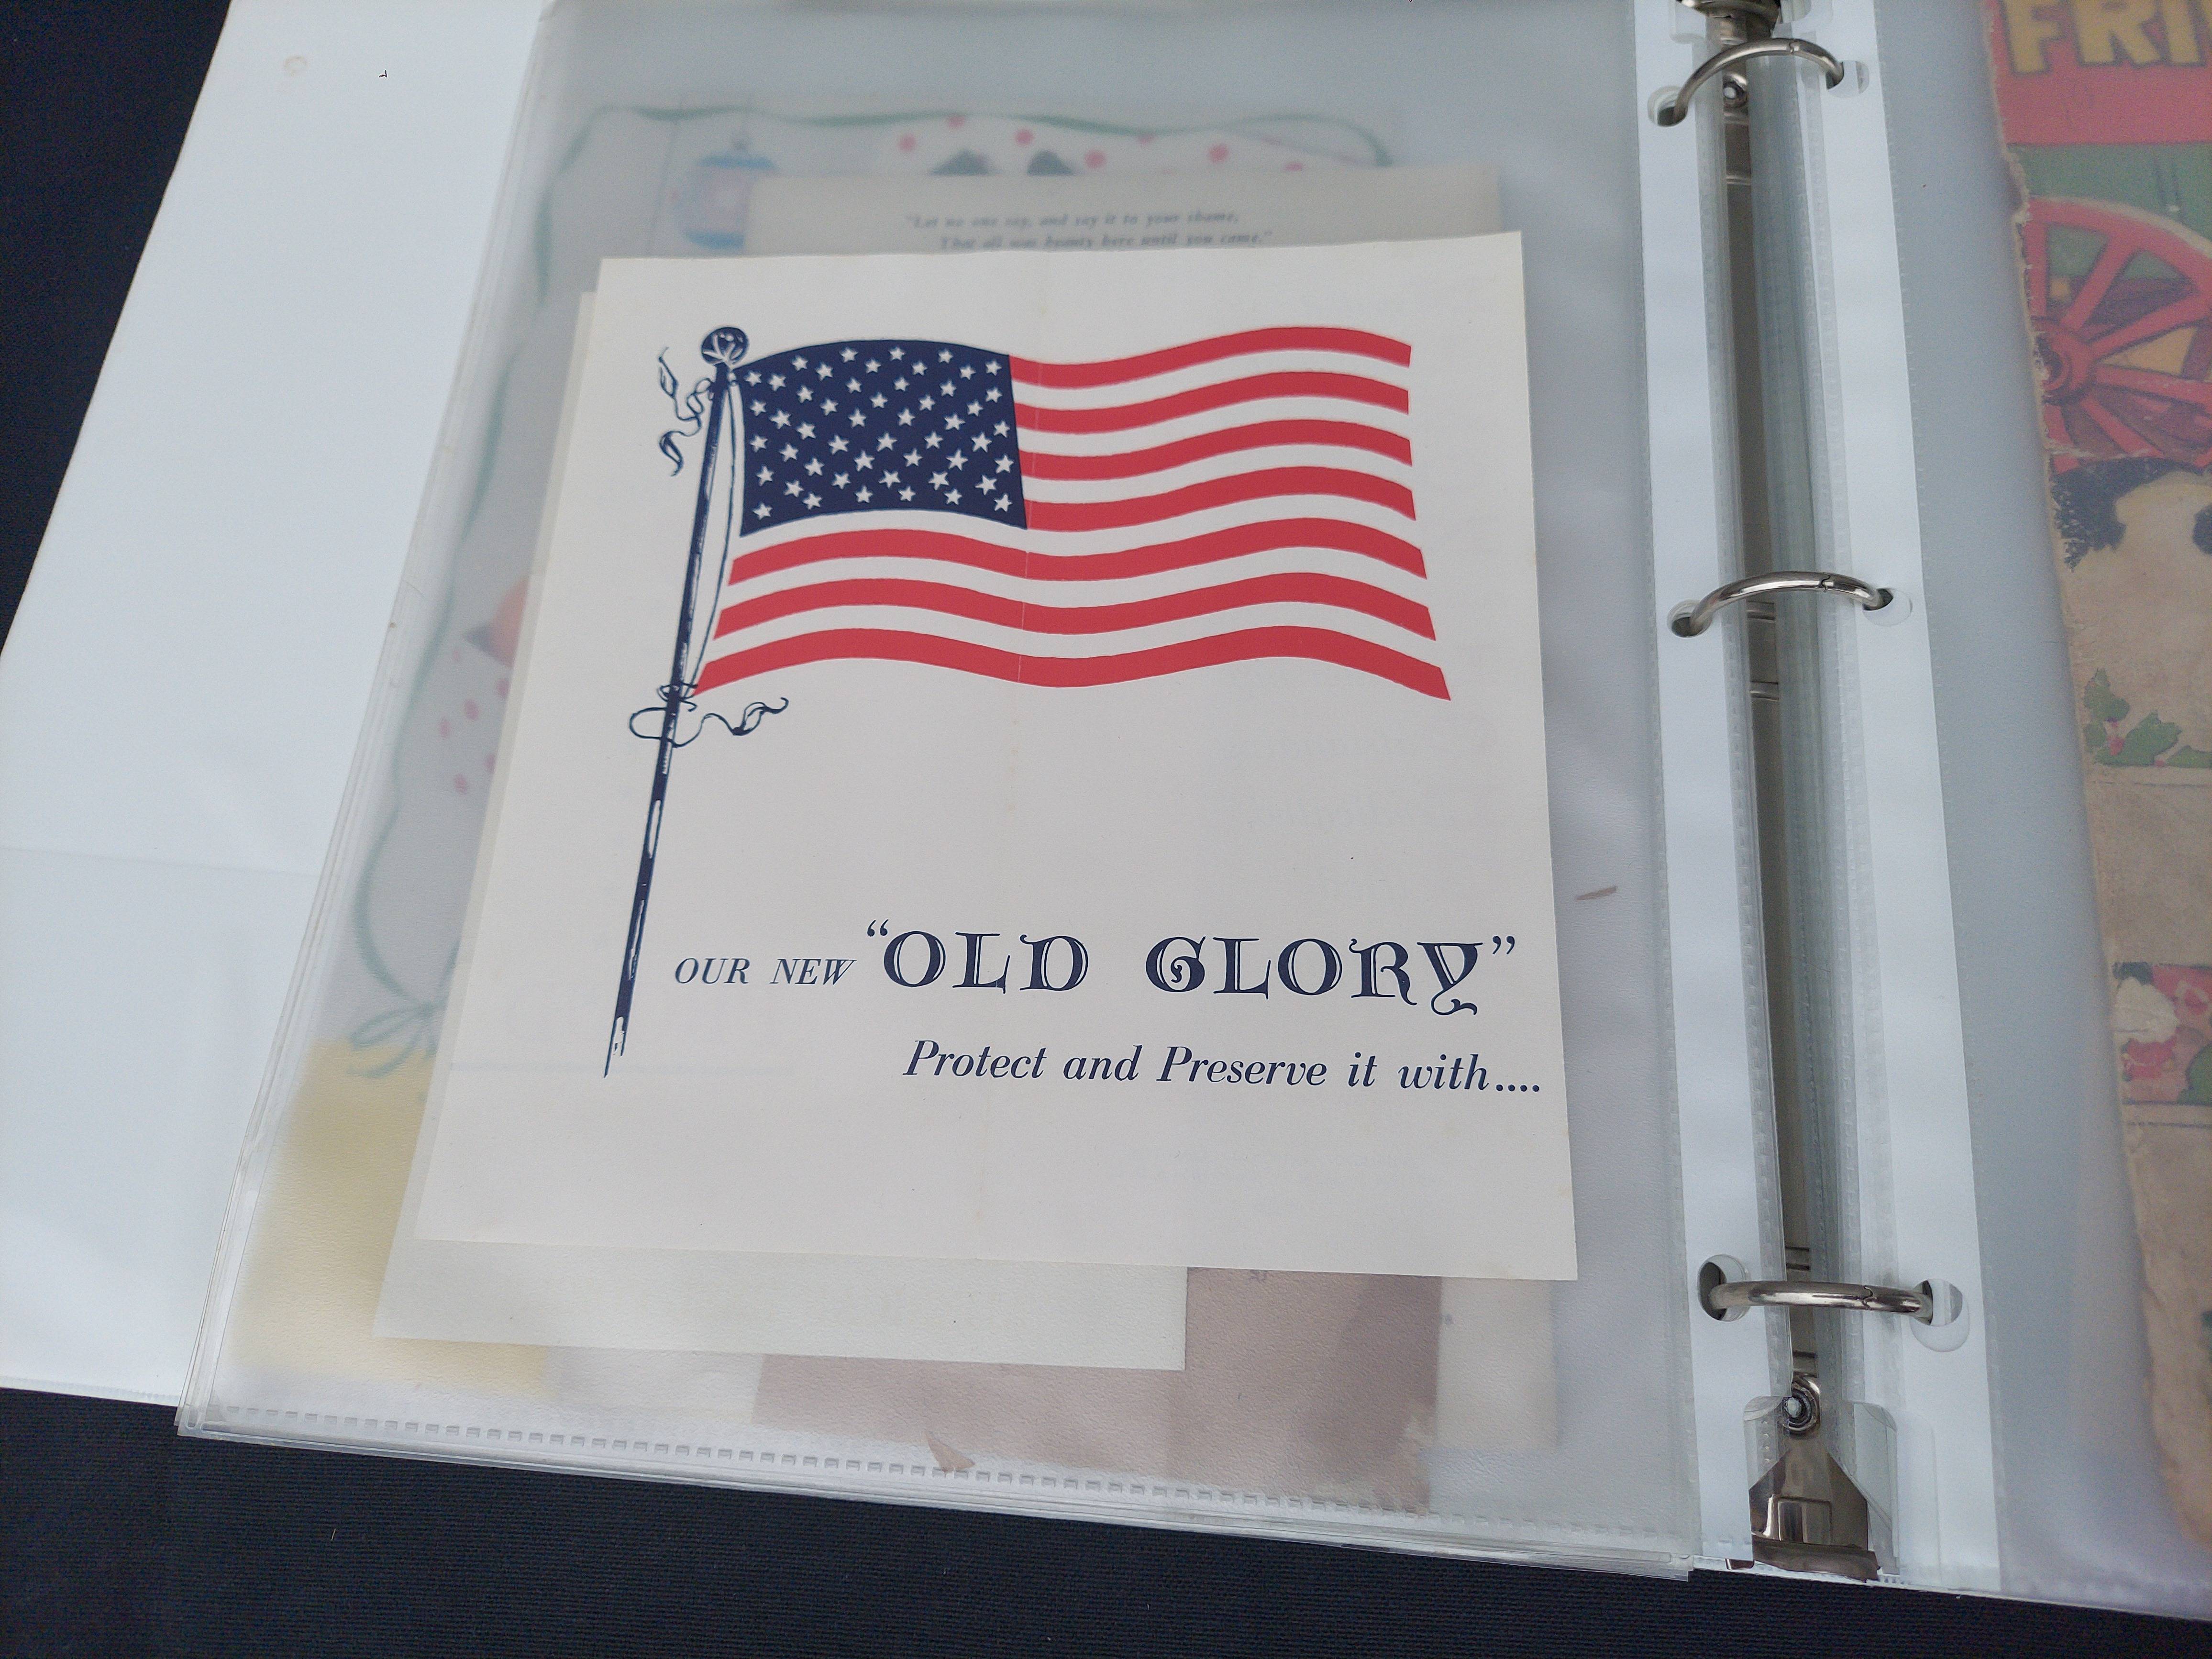 FRI
"Let no one say, and say it to your shame,
That all was beauty here until you came."
OUR NEW "OLD GLORY"
Protect and Preserve it with....